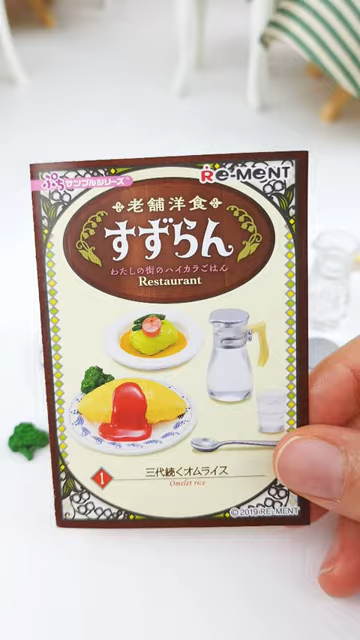 ぷちサンプルシリーズ™
Re-MeNT
老舗洋食
すずらん
わたしの街のハイカラごはん
Restaurant
1
三代続くオムライス
Omelet rice
©2019 RE-MENT